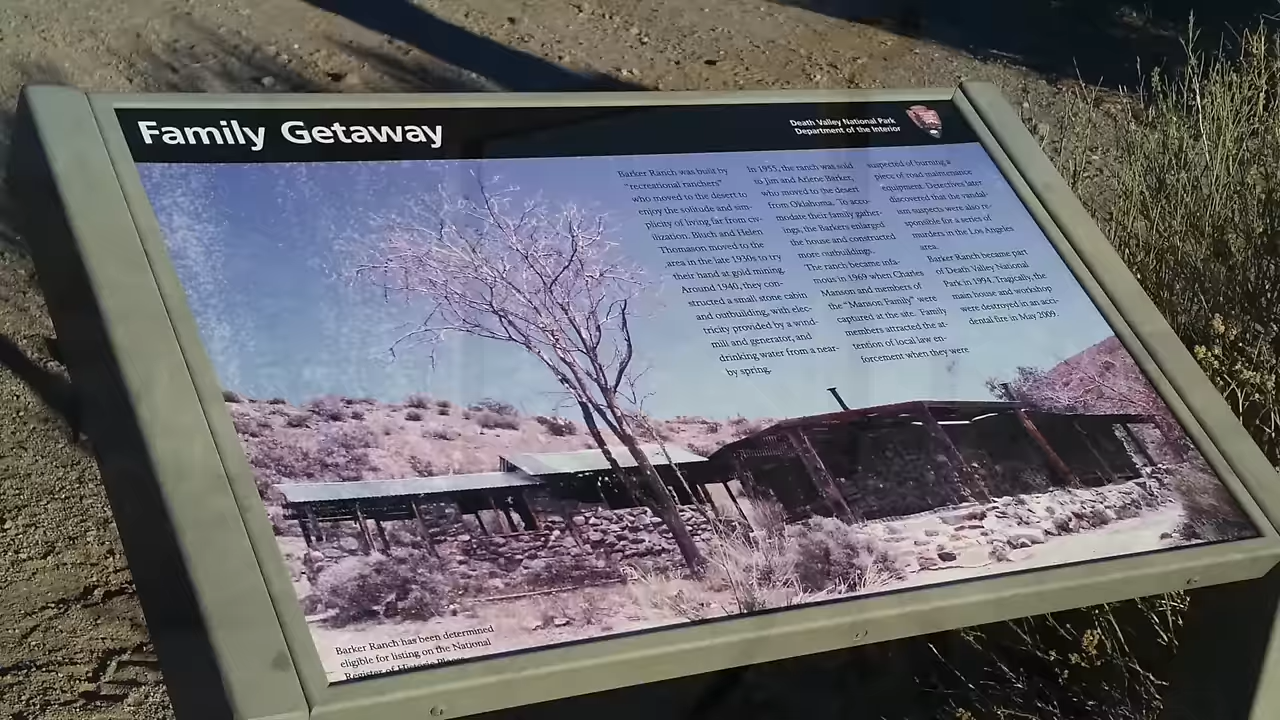 Family Getaway
Death Valley National Park
Department of the Interior
Barker Ranch was built by
"recreational ranchers"
who moved to the desert to
enjoy the solitude and sim-
plicity of living far from civ-
ilization. Bluch and Helen
Thomason moved to the
area in the late 1930s to try
their hand at gold mining.
Around 1940, they con-
structed a small stone cabin
and outbuilding, with elec-
tricity provided by a wind-
mill and generator, and
drinking water from a near-
by spring.
In 1955, the ranch was sold
to Jim and Arlene Barker,
who moved to the desert
from Oklahoma. To acco-
modate their family gather-
ings, the Barkers enlarged
the house and constructed
more outbuildings.
The ranch became infa-
mous in 1969 when Charles
Manson and members of
the "Manson Family" were
captured at the site. Family
members attracted the at-
tention of local law en-
forcement when they were
suspected of burning a
piece of road maintenance
equipment. Detectives later
discovered that the vandal-
ism suspects were also re-
sponsible for a series of
murders in the Los Angeles
area.
Barker Ranch became part
of Death Valley National
Park in 1994. Tragically, the
main house and workshop
were destroyed in an acci-
dental fire in May 2009.
Barker Ranch has been determined
eligible for listing on the National
Register of Historic Places